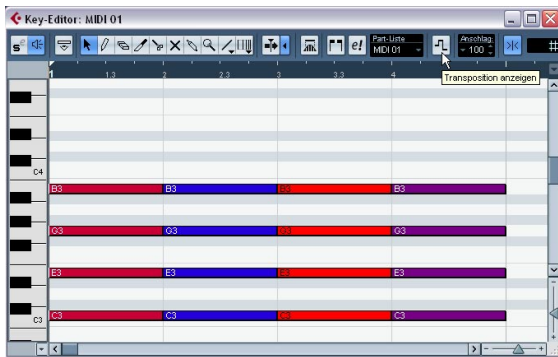 Key-Editor: MIDI 01
Part-Liste
MIDI 01
Anschlag:
100
#
Transposition anzeigen
1 1.3 2 2.3 3 3.3 4
C4
B3 B3 B3 B3
G3 G3 G3 G3
E3 E3 E3 E3
C3 C3 C3 C3 C3